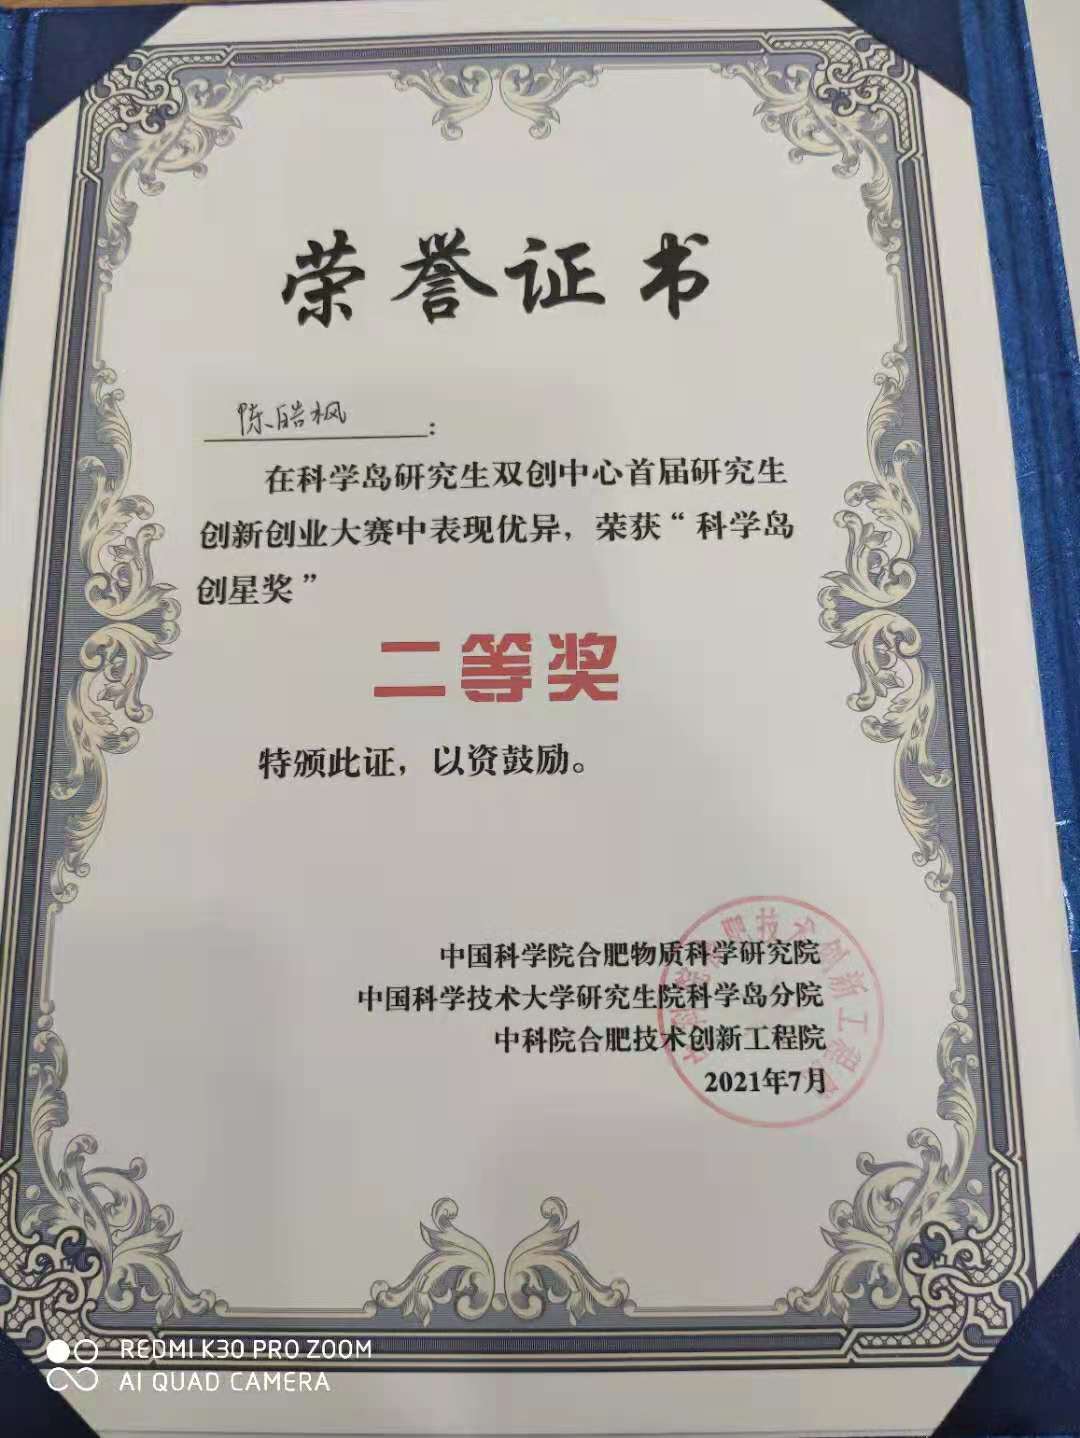 荣誉证书
陈皓枫:
在科学岛研究生双创中心首届研究生
创新创业大赛中表现优异，荣获“科学岛
创星奖”
二等奖
特颁此证，以资鼓励。
中国科学院合肥物质科学研究院
中国科学技术大学研究生院科学岛分院
中科院合肥技术创新工程院
2021年7月
REDMI K30 PRO ZOOM
AI QUAD CAMERA